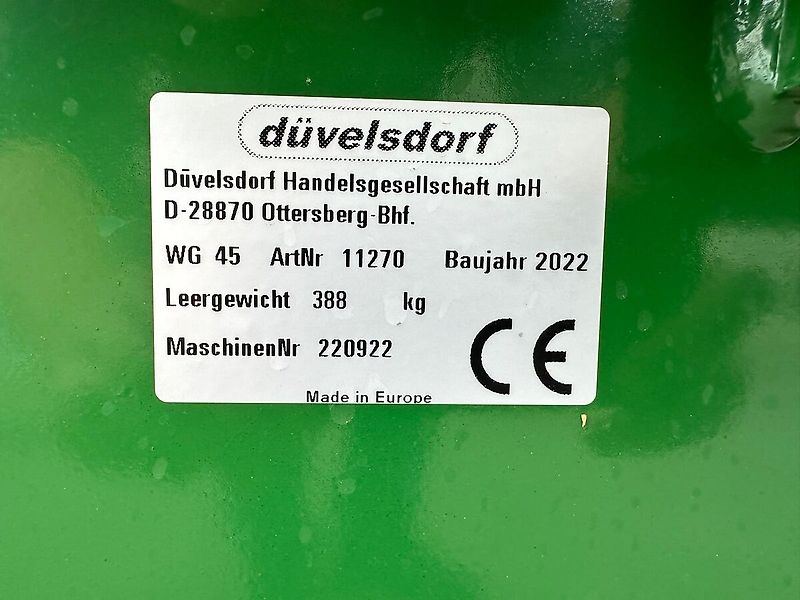 düvelsdorf
Düvelsdorf Handelsgesellschaft mbH
D-28870 Ottersberg-Bhf.
WG 45 ArtNr 11270 Baujahr 2022
Leergewicht 388 kg
MaschinenNr 220922
CE
Made in Europe